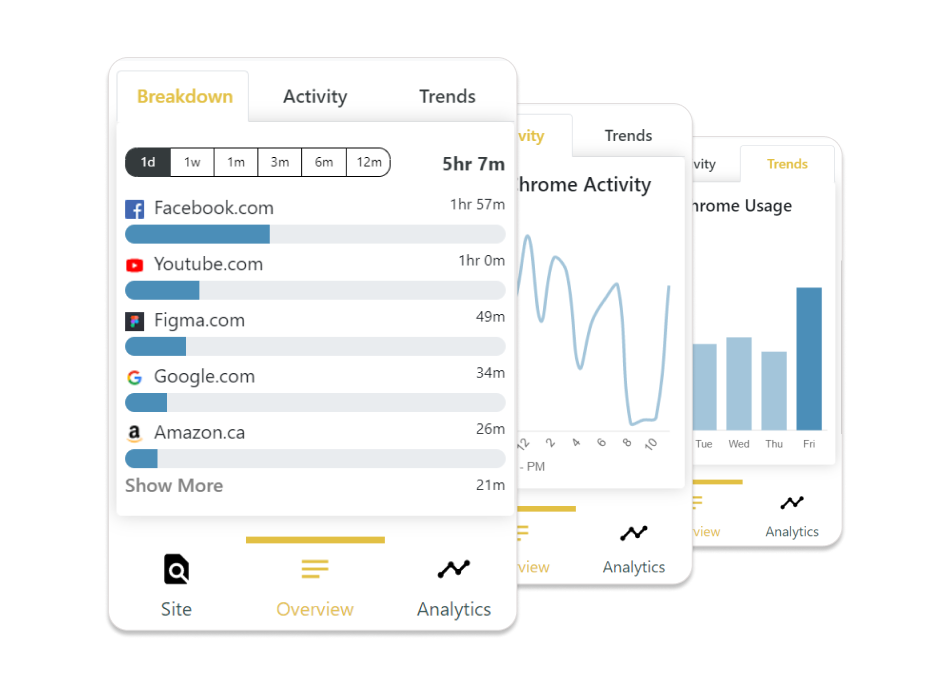 Breakdown Activity Trends
1d 1w 1m 3m 6m 12m 5hr 7m
Facebook.com 1hr 57m
Youtube.com 1hr 0m
Figma.com 49m
Google.com 34m
a Amazon.ca 26m
Show More 21m
Site Overview Analytics
vity Trends
hrome Activity
12 2 4 6 8 10
- PM
view Analytics
vity Trends
hrome Usage
Tue Wed Thu Fri
view Analytics